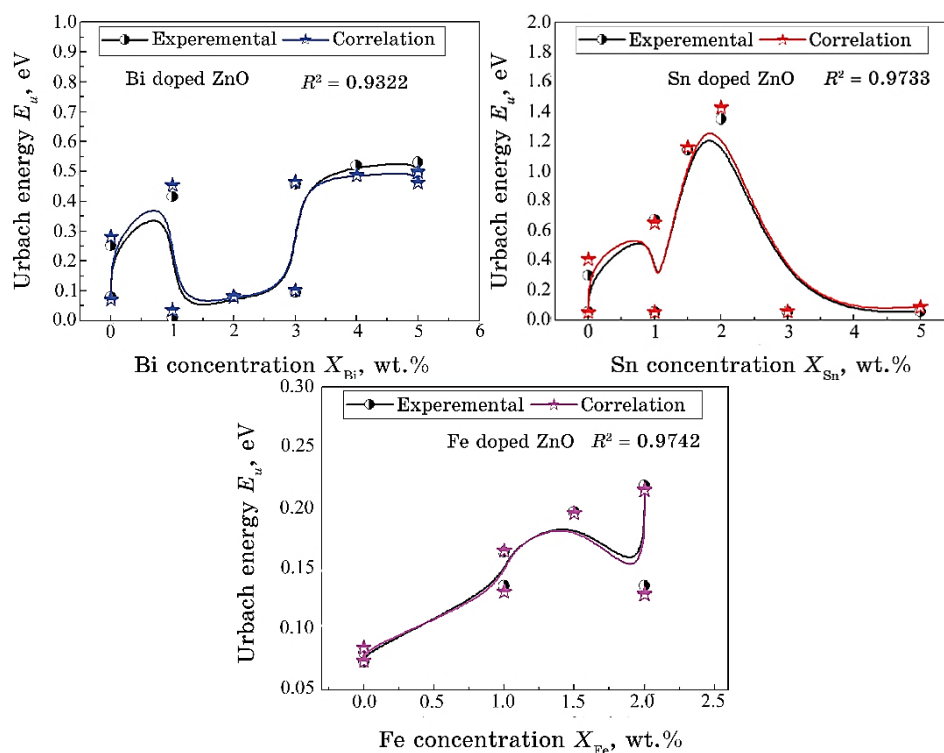 Experemental Correlation
Bi doped ZnO R² = 0.9322
Urbach energy E_u, eV
1.0
0.9
0.8
0.7
0.6
0.5
0.4
0.3
0.2
0.1
0.0
0 1 2 3 4 5 6
Bi concentration X_Bi, wt.%
Experemental Correlation
Sn doped ZnO R² = 0.9733
Urbach energy E_u, eV
2.0
1.8
1.6
1.4
1.2
1.0
0.8
0.6
0.4
0.2
0.0
0 1 2 3 4 5
Sn concentration X_Sn, wt.%
Experemental Correlation
Fe doped ZnO R² = 0.9742
Urbach energy E_u, eV
0.30
0.25
0.20
0.15
0.10
0.05
0.0 0.5 1.0 1.5 2.0 2.5
Fe concentration X_Fe, wt.%